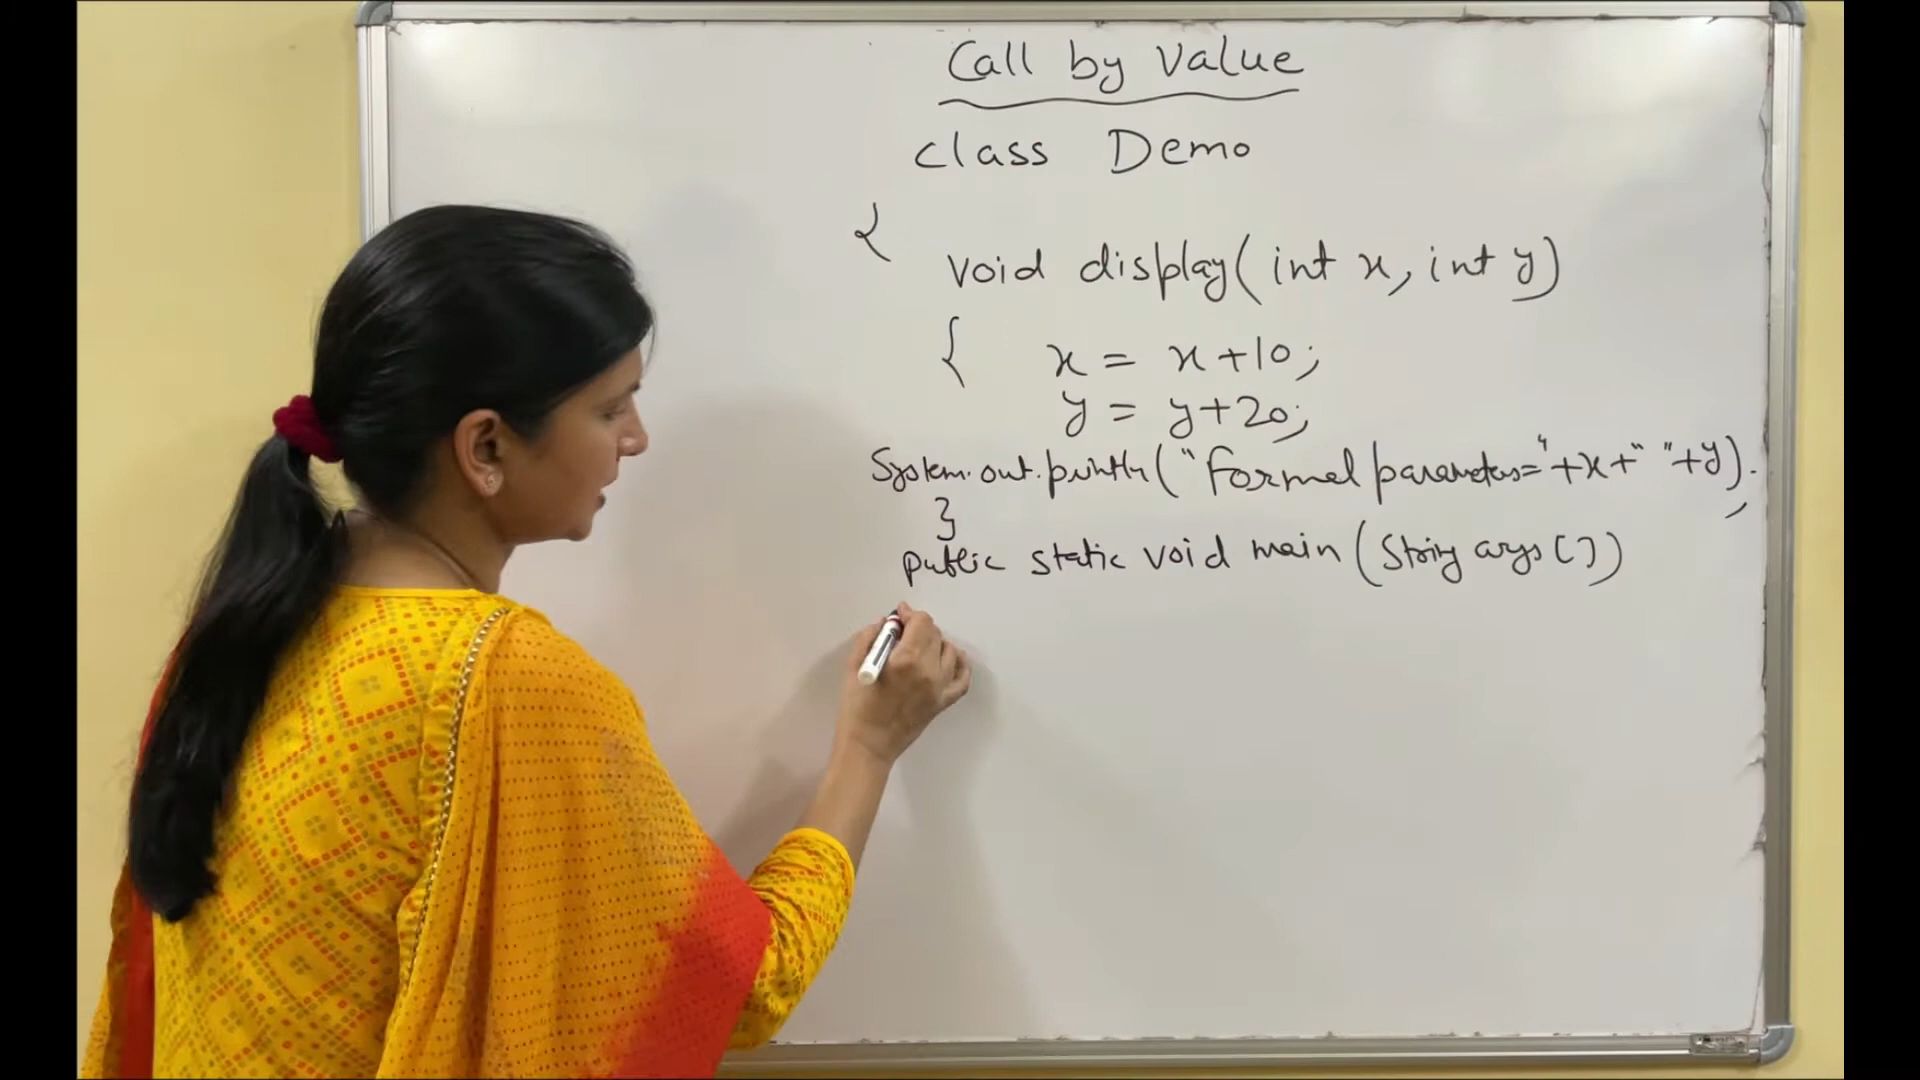 Call by Value
class Demo
{
void display(int x, int y)
{ x = x+10;
y = y+20;
System.out.println("Formal parameters="+x+" "+y);
}
public static void main(String args[])